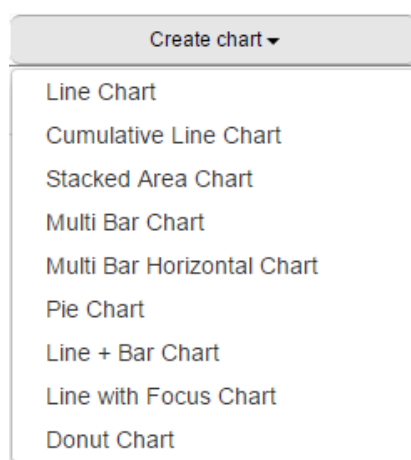 Create chart
Line Chart
Cumulative Line Chart
Stacked Area Chart
Multi Bar Chart
Multi Bar Horizontal Chart
Pie Chart
Line + Bar Chart
Line with Focus Chart
Donut Chart